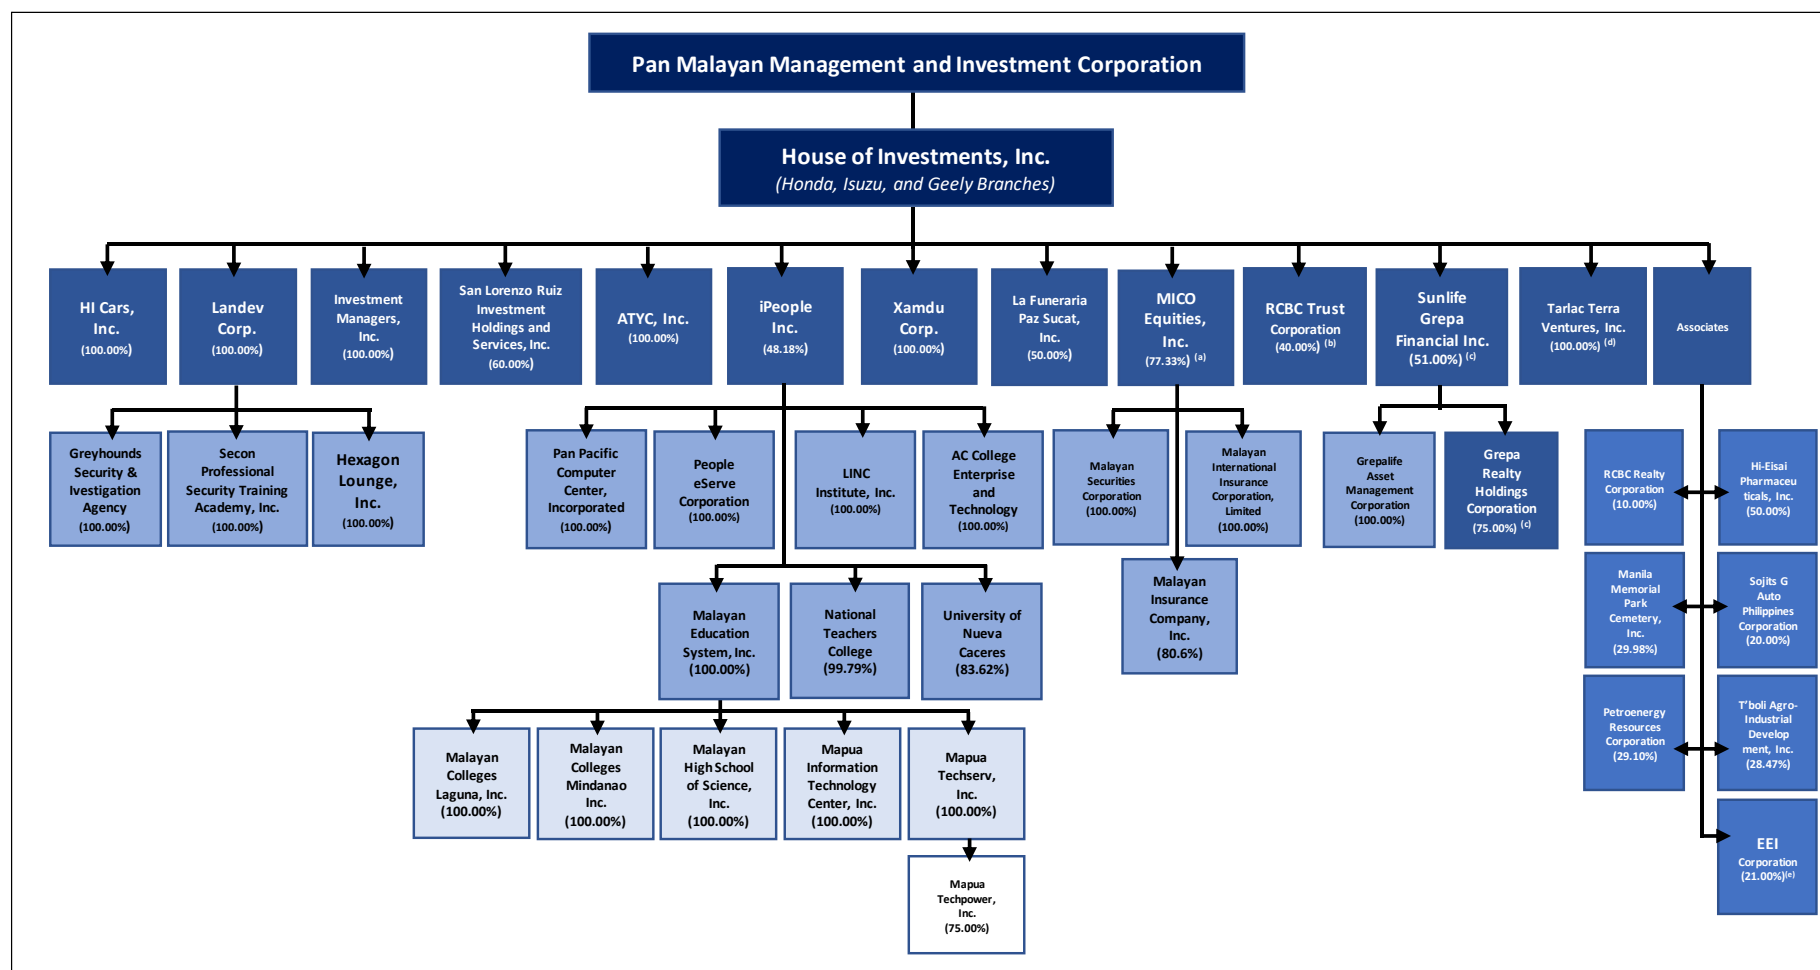 Pan Malayan Management and Investment Corporation
House of Investments, Inc.
(Honda, Isuzu, and Geely Branches)
HI Cars,
Inc.
(100.00%)
Landev
Corp.
(100.00%)
Investment
Managers,
Inc.
(100.00%)
San Lorenzo Ruiz
Investment
Holdings and
Services, Inc.
(60.00%)
ATYC, Inc.
(100.00%)
iPeople
Inc.
(48.18%)
Xamdu
Corp.
(100.00%)
La Funeraria
Paz Sucat,
Inc.
(50.00%)
MICO
Equities,
Inc.
(77.33%) (a)
RCBC Trust
Corporation
(40.00%) (b)
Sunlife
Grepa
Financial Inc.
(51.00%) (c)
Tarlac Terra
Ventures, Inc.
(100.00%) (d)
Associates
Greyhounds
Security &
Ivestigation
Agency
(100.00%)
Secon
Professional
Security Training
Academy, Inc.
(100.00%)
Hexagon
Lounge,
Inc.
(100.00%)
Pan Pacific
Computer
Center,
Incorporated
(100.00%)
People
eServe
Corporation
(100.00%)
LINC
Institute, Inc.
(100.00%)
AC College
Enterprise
and
Technology
(100.00%)
Malayan
Securities
Corporation
(100.00%)
Malayan
International
Insurance
Corporation,
Limited
(100.00%)
Grepalife
Asset
Management
Corporation
(100.00%)
Grepa
Realty
Holdings
Corporation
(75.00%) (c)
RCBC Realty
Corporation
(10.00%)
Hi-Eisai
Pharmaceu
ticals, Inc.
(50.00%)
Malayan
Education
System, Inc.
(100.00%)
National
Teachers
College
(99.79%)
University of
Nueva
Caceres
(83.62%)
Malayan
Insurance
Company,
Inc.
(80.6%)
Manila
Memorial
Park
Cemetery,
Inc.
(29.98%)
Sojits G
Auto
Philippines
Corporation
(20.00%)
Malayan
Colleges
Laguna, Inc.
(100.00%)
Malayan
Colleges
Mindanao
Inc.
(100.00%)
Malayan
High School
of Science,
Inc.
(100.00%)
Mapua
Information
Technology
Center, Inc.
(100.00%)
Mapua
Techserv,
Inc.
(100.00%)
Petroenergy
Resources
Corporation
(29.10%)
T'boli Agro-
Industrial
Develop
ment, Inc.
(28.47%)
Mapua
Techpower,
Inc.
(75.00%)
EEI
Corporation
(21.00%)(e)